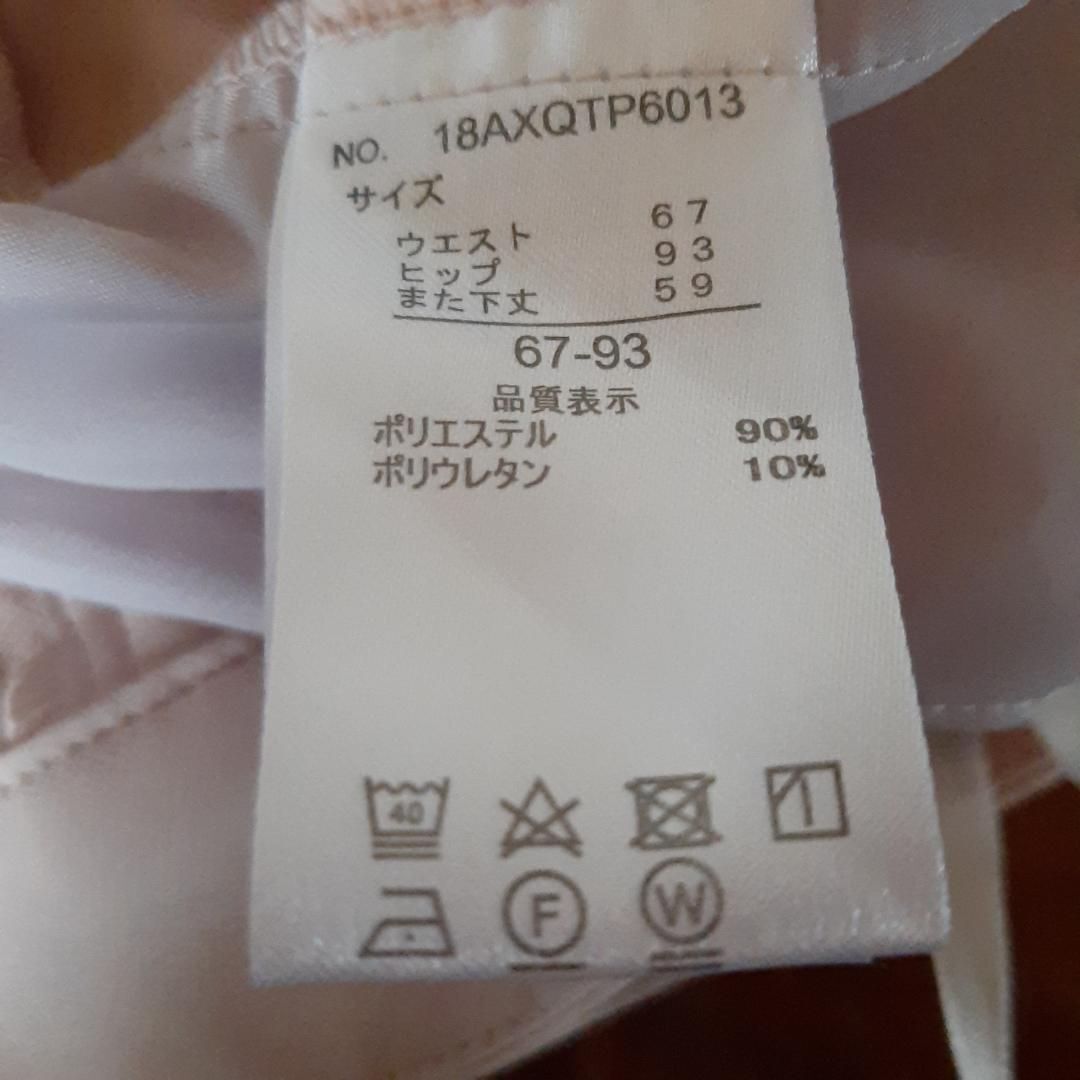 NO. 18AXQTP6013
サイズ
ウエスト 67
ヒップ 93
また下丈 59
67-93
品質表示
ポリエステル 90%
ポリウレタン 10%
40
F W